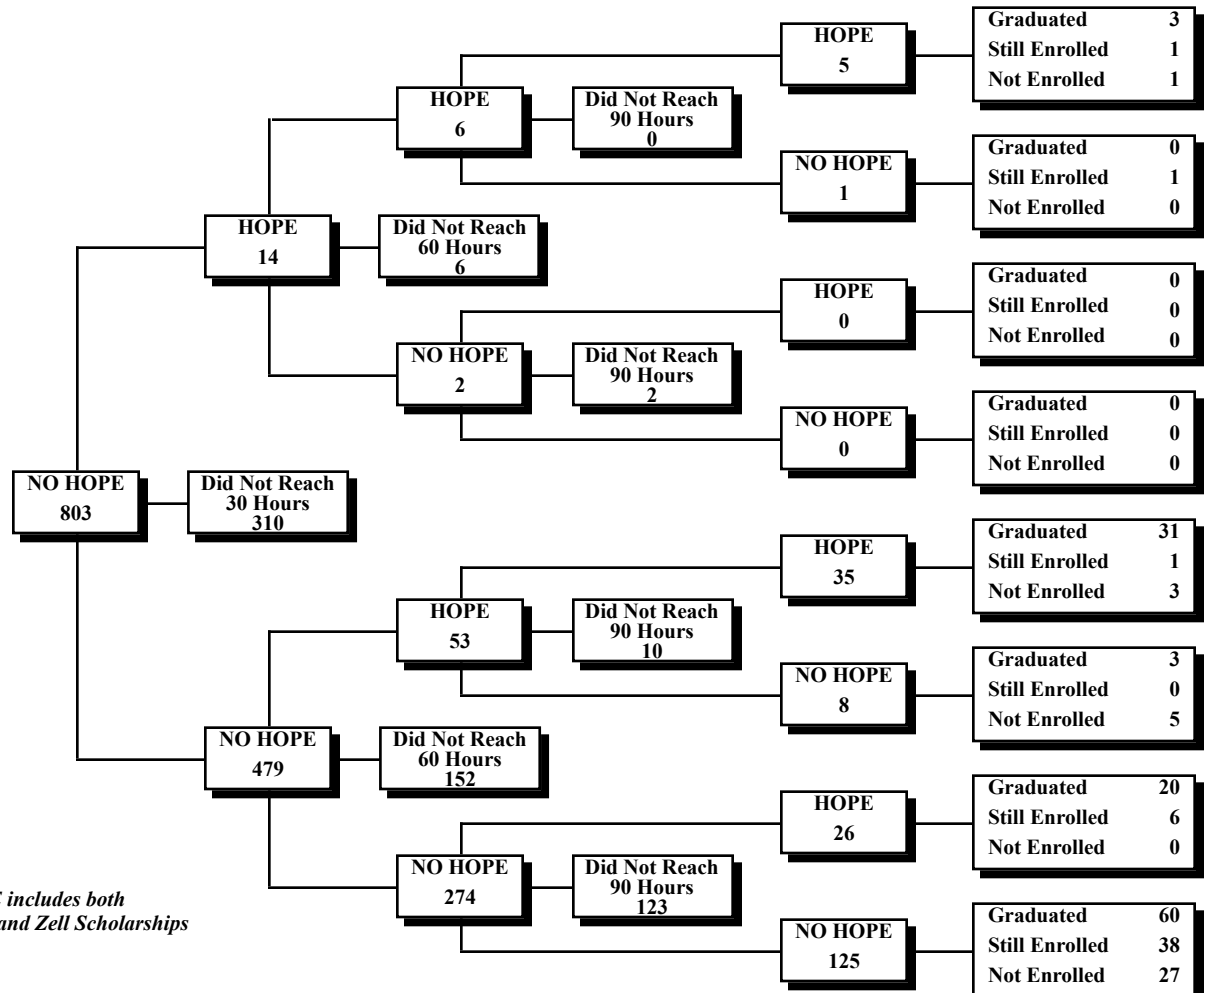 Graduated 3
Still Enrolled 1
Not Enrolled 1
HOPE
5
HOPE
6
Did Not Reach
90 Hours
0
NO HOPE
1
Graduated 0
Still Enrolled 1
Not Enrolled 0
HOPE
14
Did Not Reach
60 Hours
6
HOPE
0
Graduated 0
Still Enrolled 0
Not Enrolled 0
NO HOPE
2
Did Not Reach
90 Hours
2
NO HOPE
0
Graduated 0
Still Enrolled 0
Not Enrolled 0
NO HOPE
803
Did Not Reach
30 Hours
310
HOPE
35
Graduated 31
Still Enrolled 1
Not Enrolled 3
HOPE
53
Did Not Reach
90 Hours
10
NO HOPE
8
Graduated 3
Still Enrolled 0
Not Enrolled 5
NO HOPE
479
Did Not Reach
60 Hours
152
HOPE
26
Graduated 20
Still Enrolled 6
Not Enrolled 0
NO HOPE
274
Did Not Reach
90 Hours
123
includes both
and Zell Scholarships
NO HOPE
125
Graduated 60
Still Enrolled 38
Not Enrolled 27